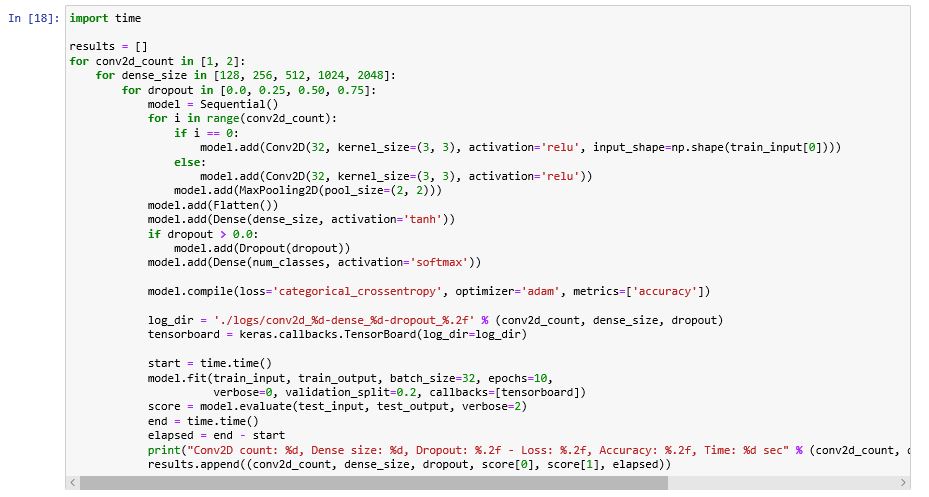 In [18]: import time
results = []
for conv2d_count in [1, 2]:
    for dense_size in [128, 256, 512, 1024, 2048]:
        for dropout in [0.0, 0.25, 0.50, 0.75]:
            model = Sequential()
            for i in range(conv2d_count):
                if i == 0:
                    model.add(Conv2D(32, kernel_size=(3, 3), activation='relu', input_shape=np.shape(train_input[0])))
                else:
                    model.add(Conv2D(32, kernel_size=(3, 3), activation='relu'))
                model.add(MaxPooling2D(pool_size=(2, 2)))
            model.add(Flatten())
            model.add(Dense(dense_size, activation='tanh'))
            if dropout > 0.0:
                model.add(Dropout(dropout))
            model.add(Dense(num_classes, activation='softmax'))
            model.compile(loss='categorical_crossentropy', optimizer='adam', metrics=['accuracy'])
            log_dir = './logs/conv2d_%d-dense_%d-dropout_%.2f' % (conv2d_count, dense_size, dropout)
            tensorboard = keras.callbacks.TensorBoard(log_dir=log_dir)
            start = time.time()
            model.fit(train_input, train_output, batch_size=32, epochs=10,
                      verbose=0, validation_split=0.2, callbacks=[tensorboard])
            score = model.evaluate(test_input, test_output, verbose=2)
            end = time.time()
            elapsed = end - start
            print("Conv2D count: %d, Dense size: %d, Dropout: %.2f - Loss: %.2f, Accuracy: %.2f, Time: %d sec" % (conv2d_count,
            results.append((conv2d_count, dense_size, dropout, score[0], score[1], elapsed))